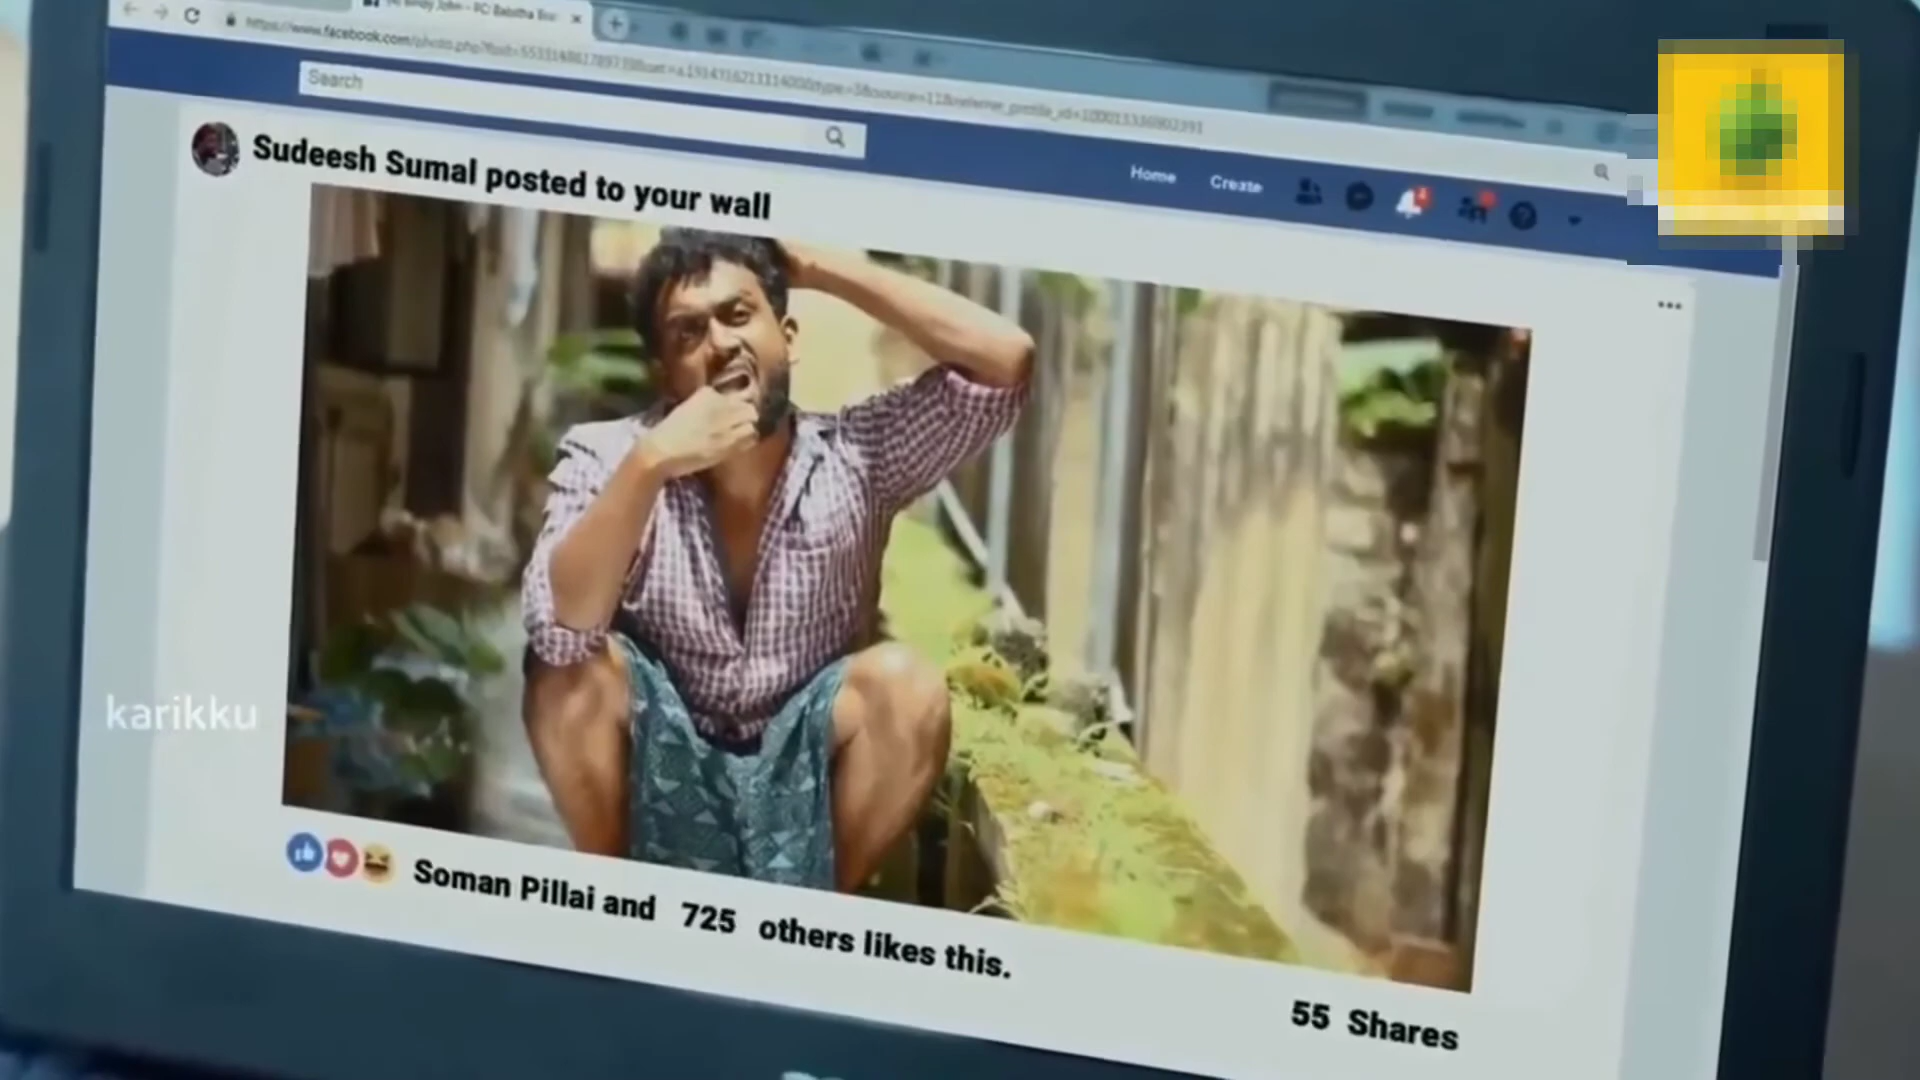 Search
Home Create
Sudeesh Sumal posted to your wall
karikku
Soman Pillai and 725 others likes this.
55 Shares